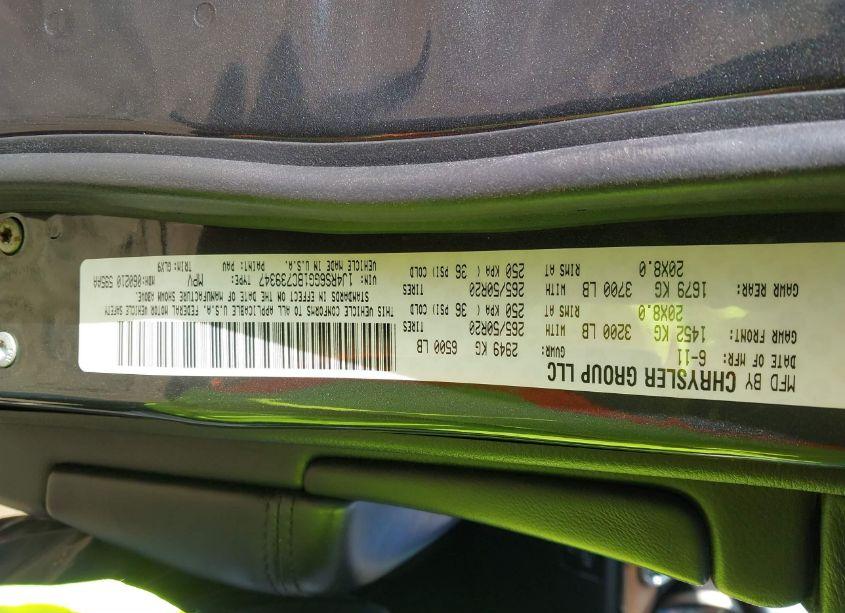 MFD BY CHRYSLER GROUP LLC
DATE OF MFR: 6-11 GVWR: 2949 KG 6500 LB
GAWR FRONT: WITH TIRES
1452 KG 3200 LB 265/50R20
RIMS AT COLD
20X8.0 250 KPA ( 36 PSI)
GAWR REAR: WITH TIRES
1679 KG 3700 LB 265/50R20
RIMS AT COLD
20X8.0 250 KPA ( 36 PSI)
THIS VEHICLE CONFORMS TO ALL APPLICABLE U.S.A. FEDERAL MOTOR VEHICLE SAFETY
STANDARDS IN EFFECT ON THE DATE OF MANUFACTURE SHOWN ABOVE.
VIN: 1J4RS6GG1BC739347 TYPE: MPV MDH: 060210 595AA
VEHICLE MADE IN U.S.A. PAINT: PAU TRIM: GLX9